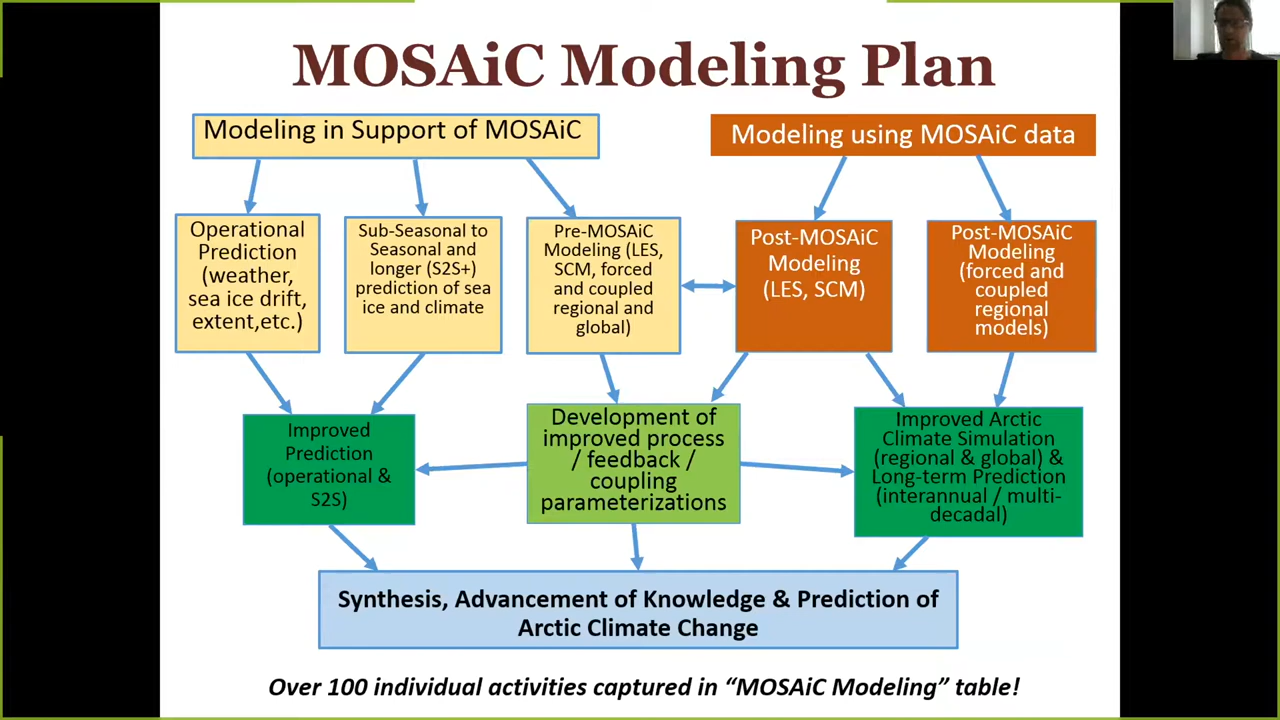 MOSAiC Modeling Plan
Modeling in Support of MOSAiC
Modeling using MOSAiC data
Operational
Prediction
(weather,
sea ice drift,
extent,etc.)
Sub-Seasonal to
Seasonal and
longer (S2S+)
prediction of sea
ice and climate
Pre-MOSAiC
Modeling (LES,
SCM, forced
and coupled
regional and
global)
Post-MOSAiC
Modeling
(LES, SCM)
Post-MOSAiC
Modeling
(forced and
coupled
regional
models)
Improved
Prediction
(operational &
S2S)
Development of
improved process
/ feedback /
coupling
parameterizations
Improved Arctic
Climate Simulation
(regional & global) &
Long-term Prediction
(interannual / multi-
decadal)
Synthesis, Advancement of Knowledge & Prediction of
Arctic Climate Change
Over 100 individual activities captured in “MOSAiC Modeling” table!